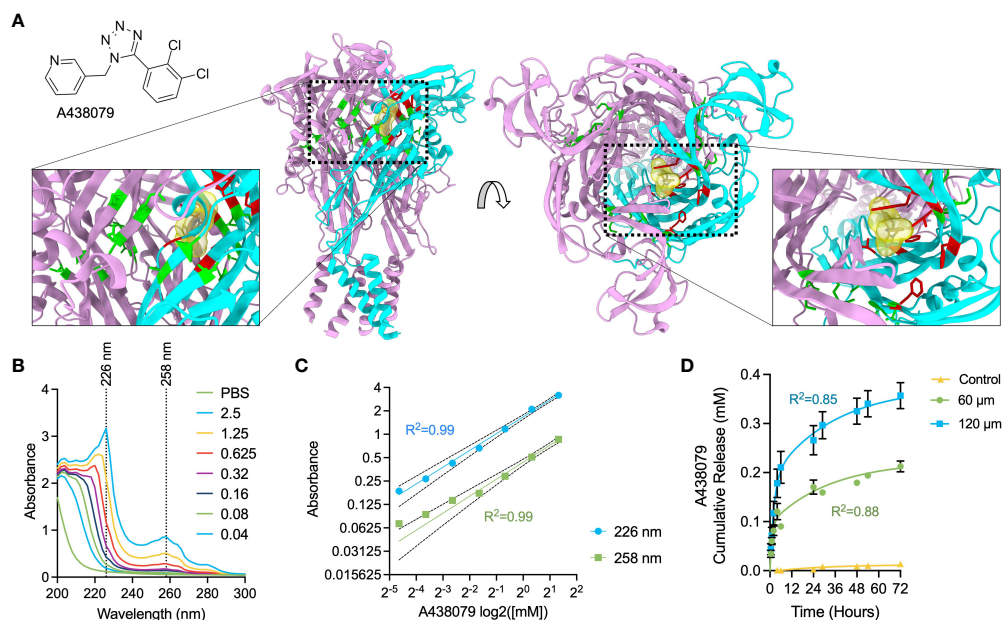 A
N
N
N
N
N
Cl
Cl
A438079
B
226 nm
258 nm
Absorbance
4
3
2
1
0
200 220 240 260 280 300
Wavelength (nm)
PBS
2.5
1.25
0.625
0.32
0.16
0.08
0.04
C
Absorbance
4
2
1
0.5
0.25
0.125
0.0625
0.03125
0.015625
R²=0.99
R²=0.99
2⁻⁵ 2⁻⁴ 2⁻³ 2⁻² 2⁻¹ 2⁰ 2¹ 2²
A438079 log2([mM])
226 nm
258 nm
D
A438079
Cumulative Release (mM)
0.4
0.3
0.2
0.1
0.0
R²=0.85
R²=0.88
0 12 24 36 48 60 72
Time (Hours)
Control
60 µm
120 µm